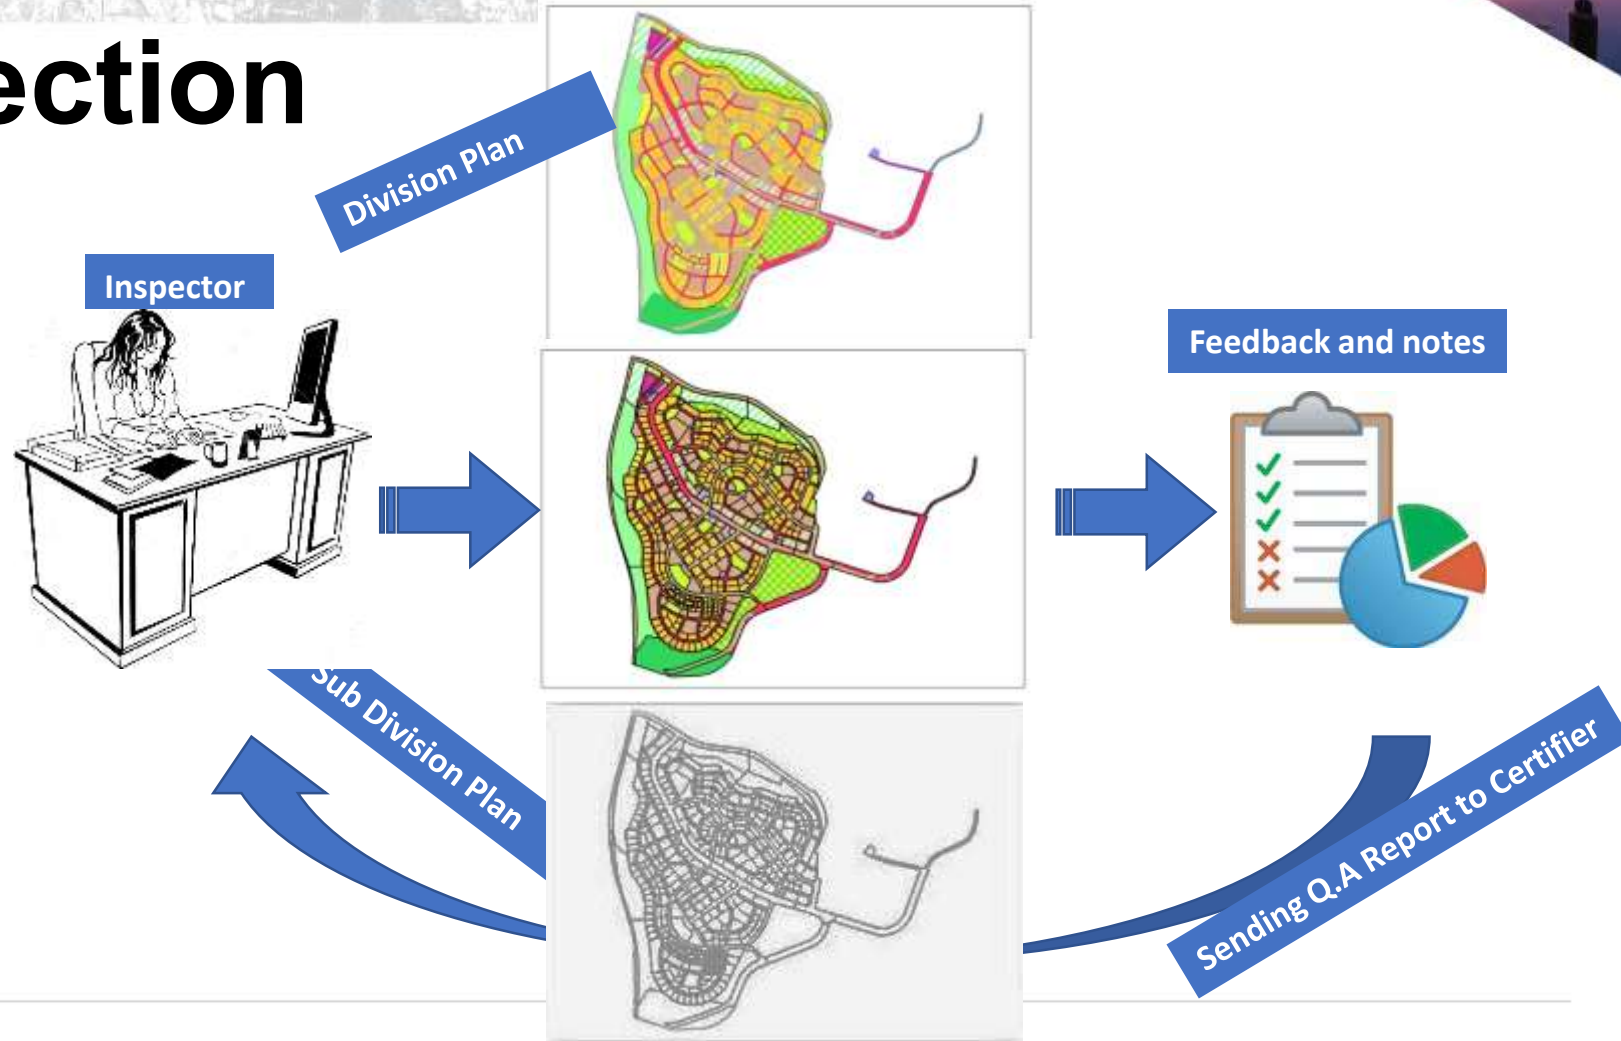 ection
Division Plan
Inspector
Feedback and notes
Sub Division Plan
Sending Q.A Report to Certifier